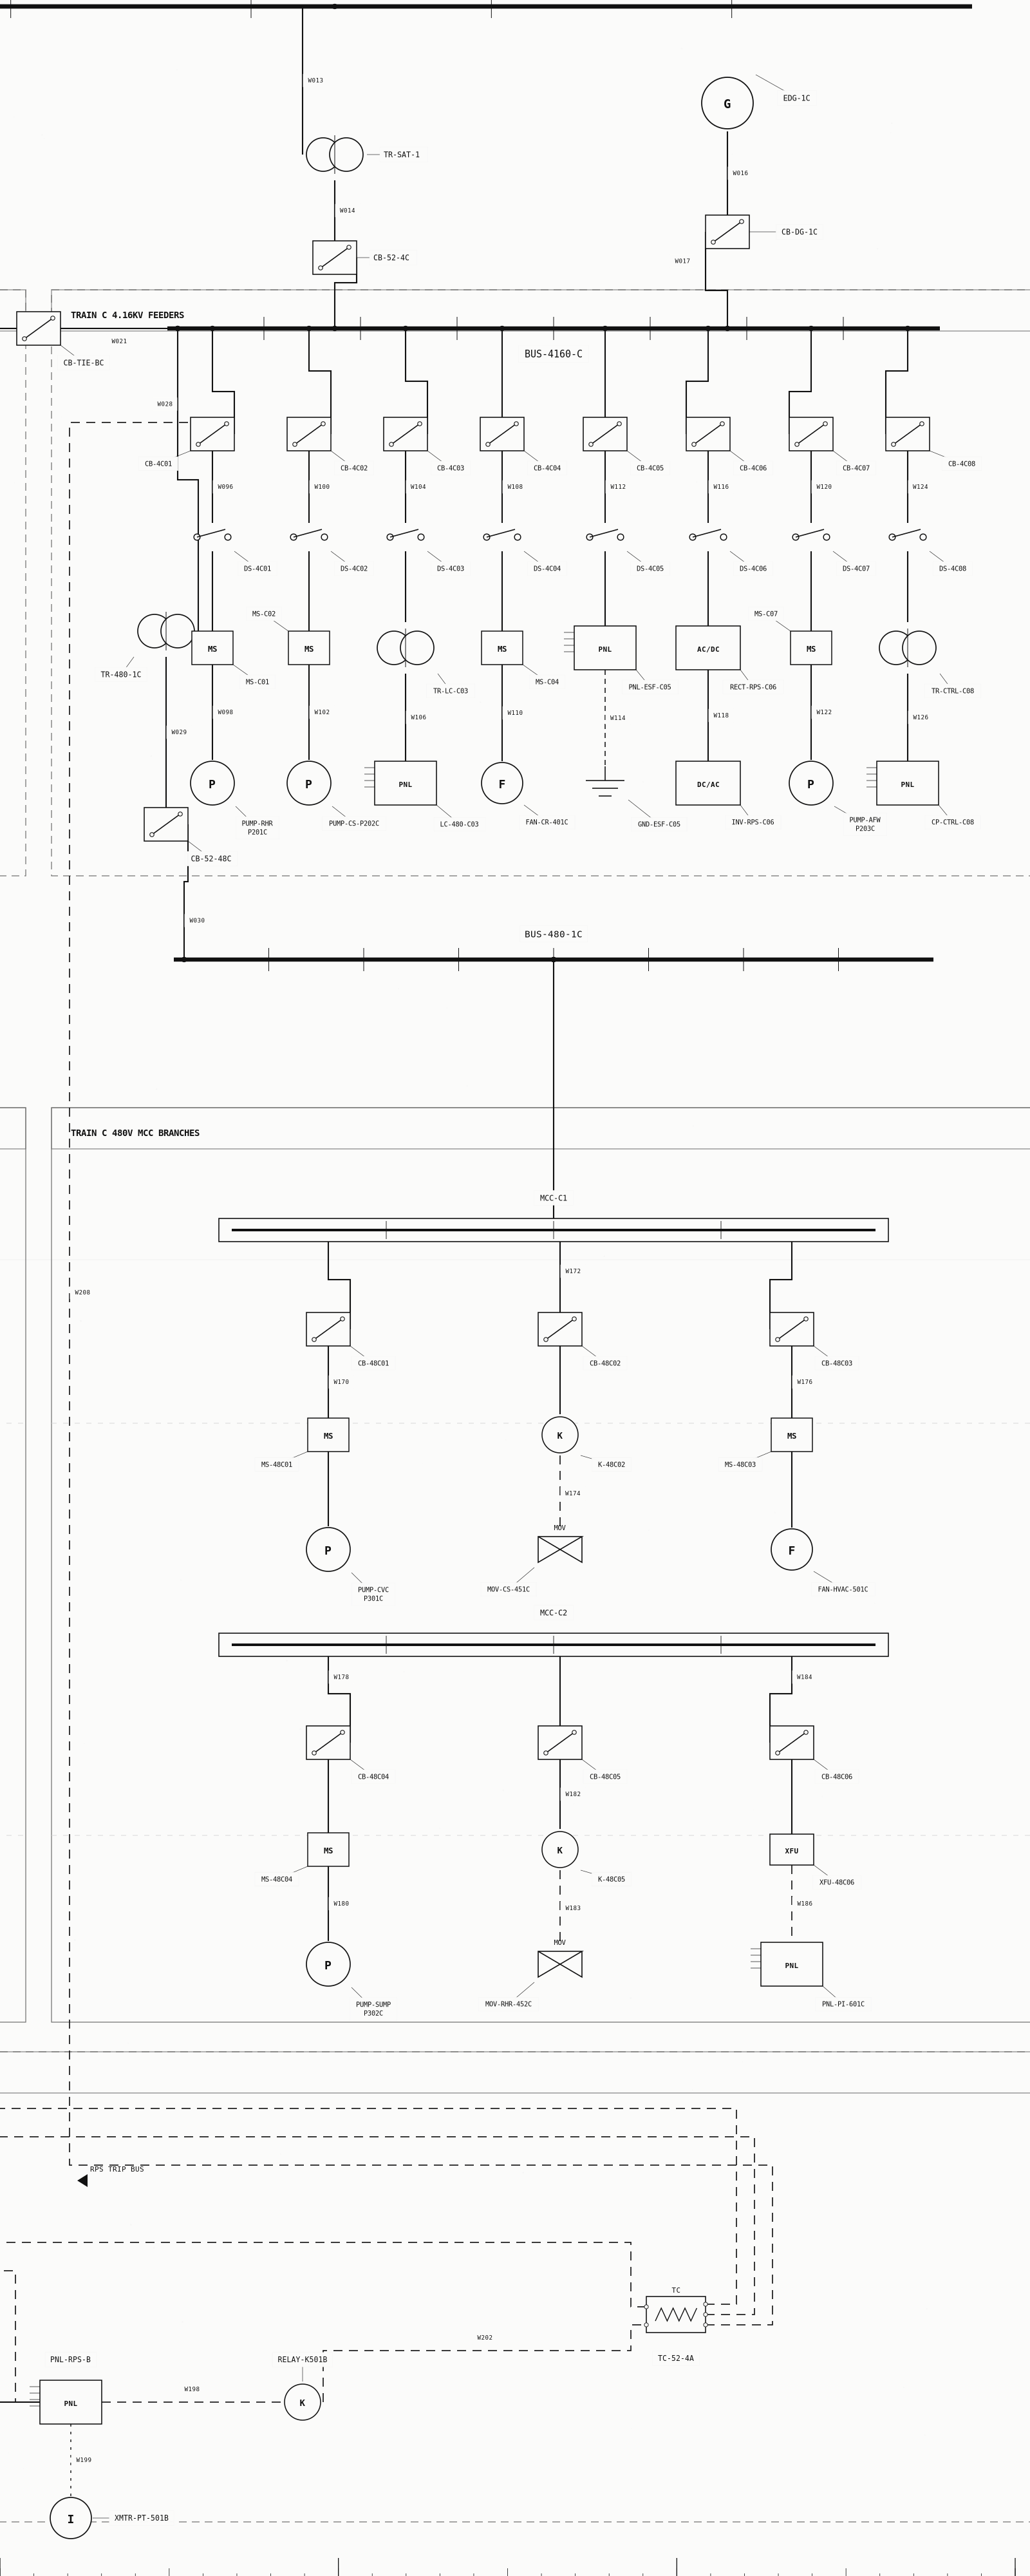 W013
G
EDG-1C
TR-SAT-1
W016
W014
CB-DG-1C
CB-52-4C
W017
TRAIN C 4.16KV FEEDERS
W021
BUS-4160-C
CB-TIE-BC
W028
CB-4C01
CB-4C02
CB-4C03
CB-4C04
CB-4C05
CB-4C06
CB-4C07
CB-4C08
W096
W100
W104
W108
W112
W116
W120
W124
DS-4C01
DS-4C02
DS-4C03
DS-4C04
DS-4C05
DS-4C06
DS-4C07
DS-4C08
MS-C02
MS-C07
MS
MS
MS
PNL
AC/DC
MS
TR-480-1C
MS-C01
TR-LC-C03
MS-C04
PNL-ESF-C05
RECT-RPS-C06
TR-CTRL-C08
W029
W098
W102
W106
W110
W114
W118
W122
W126
P
P
PNL
F
DC/AC
P
PNL
PUMP-RHR
P201C
PUMP-CS-P202C
LC-480-C03
FAN-CR-401C
GND-ESF-C05
INV-RPS-C06
PUMP-AFW
P203C
CP-CTRL-C08
CB-52-48C
W030
BUS-480-1C
TRAIN C 480V MCC BRANCHES
MCC-C1
W172
W208
CB-48C01
CB-48C02
CB-48C03
W170
W176
MS
K
MS
MS-48C01
K-48C02
MS-48C03
W174
MOV
P
F
PUMP-CVC
P301C
MOV-CS-451C
FAN-HVAC-501C
MCC-C2
W178
W184
CB-48C04
CB-48C05
CB-48C06
W182
MS
K
XFU
MS-48C04
K-48C05
XFU-48C06
W180
W183
W186
MOV
P
PNL
PUMP-SUMP
P302C
MOV-RHR-452C
PNL-PI-601C
RPS TRIP BUS
TC
W202
TC-52-4A
PNL-RPS-B
RELAY-K501B
W198
PNL
K
W199
I
XMTR-PT-501B